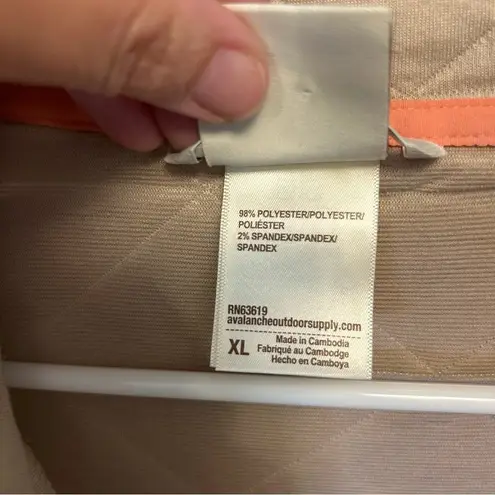 98% POLYESTER/POLYESTER/
POLIÉSTER
2% SPANDEX/SPANDEX/
SPANDEX
RN63619
avalancheoutdoorsupply.com
XL
Made in Cambodia
Fabriqué au Cambodge
Hecho en Camboya